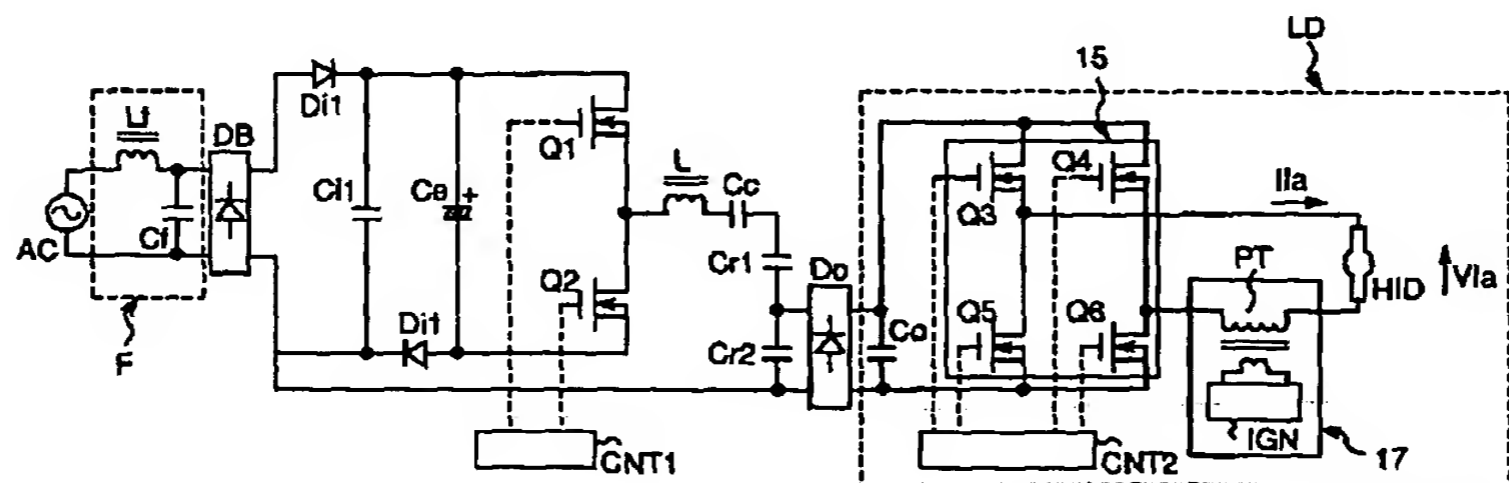 LD
15
Lf
DB
Di1
Q1
Q3
Q4
Ila
Ci1
Ce
+
L
Cc
AC
Cf
Cr1
Do
PT
HID
Vla
Q2
Q5
Q6
Di1
Cr2
Co
F
IGN
CNT1
CNT2
17